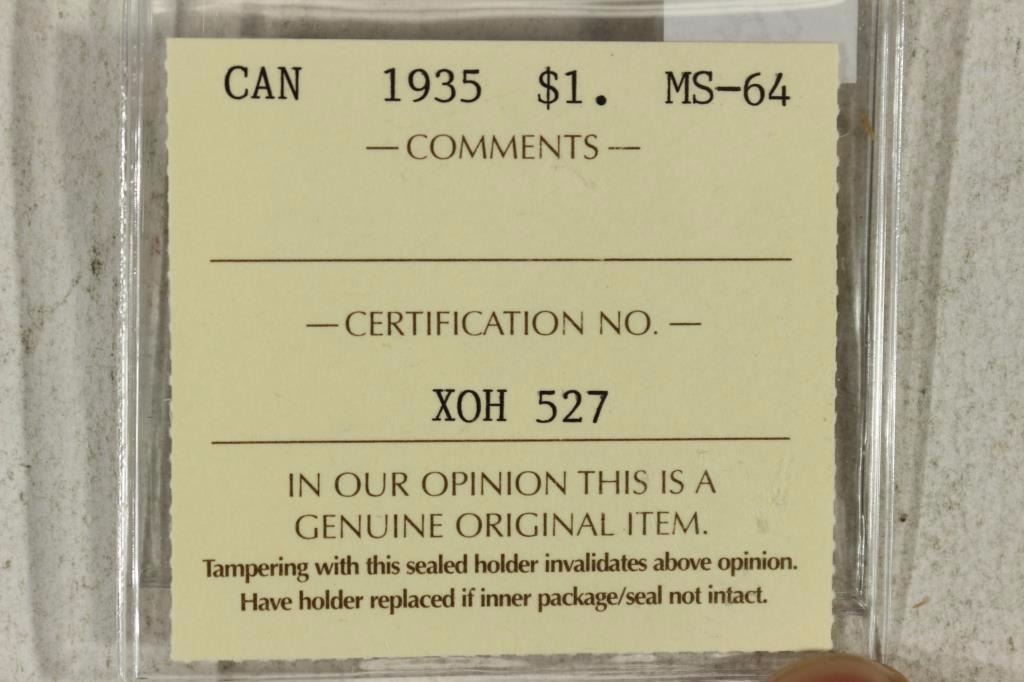 CAN 1935 $1. MS-64
— COMMENTS —
— CERTIFICATION NO. —
XOH 527
IN OUR OPINION THIS IS A
GENUINE ORIGINAL ITEM.
Tampering with this sealed holder invalidates above opinion.
Have holder replaced if inner package/seal not intact.